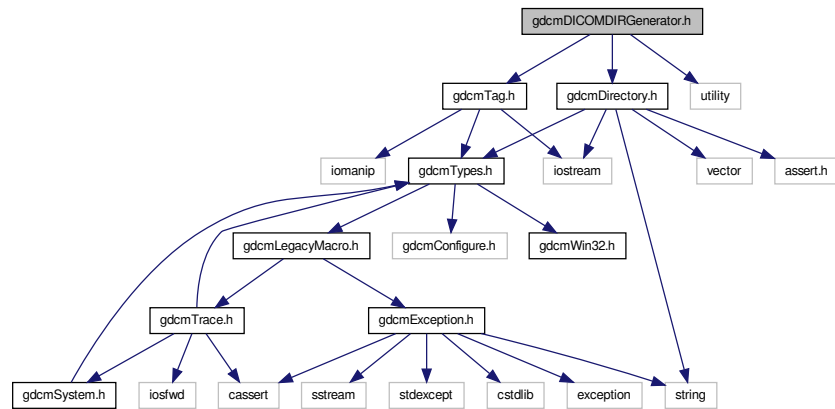 gdcmDICOMDIRGenerator.h
gdcmTag.h
gdcmDirectory.h
utility
iomanip
gdcmTypes.h
iostream
vector
assert.h
gdcmLegacyMacro.h
gdcmConfigure.h
gdcmWin32.h
gdcmTrace.h
gdcmException.h
gdcmSystem.h
iosfwd
cassert
sstream
stdexcept
cstdlib
exception
string